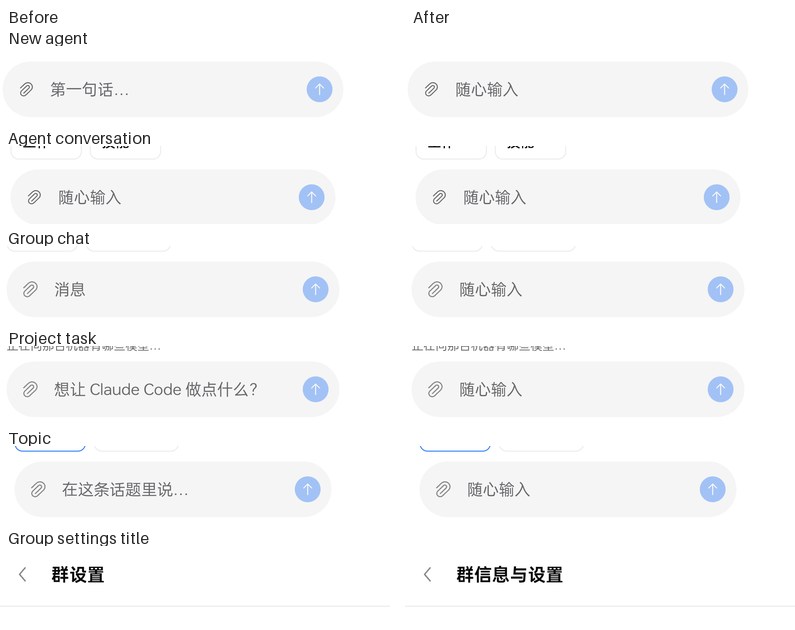 Before
After
New agent
第一句话…
随心输入
Agent conversation
随心输入
随心输入
Group chat
消息
随心输入
Project task
想让 Claude Code 做点什么?
随心输入
Topic
在这条话题里说…
随心输入
Group settings title
群设置
群信息与设置